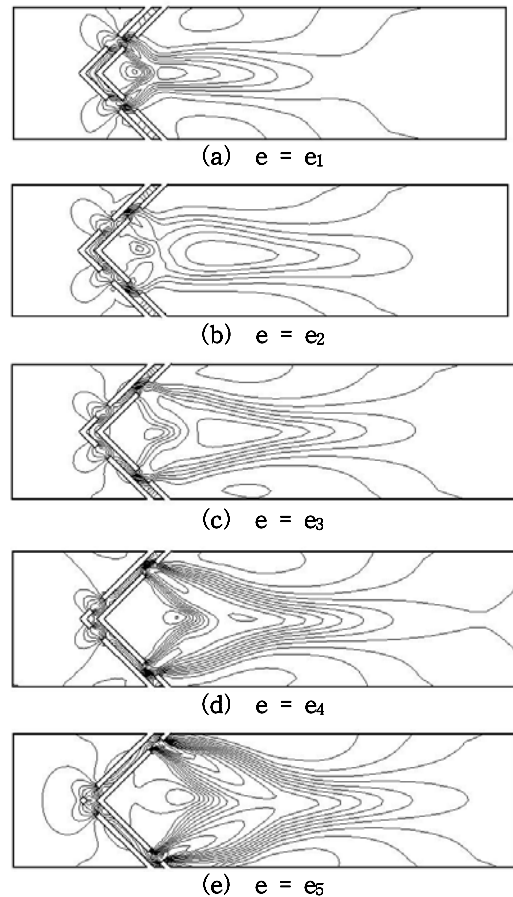 (a) e = e₁
(b) e = e₂
(c) e = e₃
(d) e = e₄
(e) e = e₅